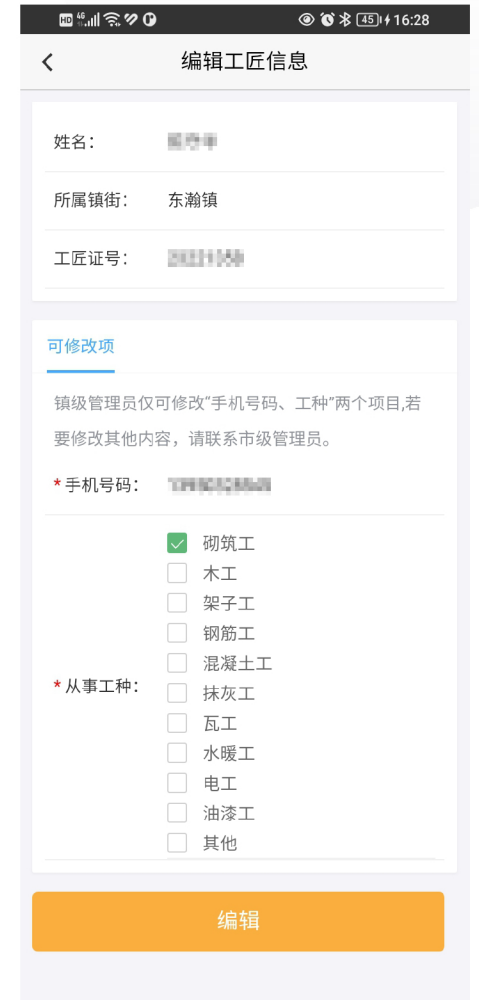 HD 4G 45 16:28
编辑工匠信息
姓名：
所属镇街： 东瀚镇
工匠证号：
可修改项
镇级管理员仅可修改“手机号码、工种”两个项目,若
要修改其他内容，请联系市级管理员。
*手机号码：
砌筑工
木工
架子工
钢筋工
混凝土工
*从事工种：
抹灰工
瓦工
水暖工
电工
油漆工
其他
编辑